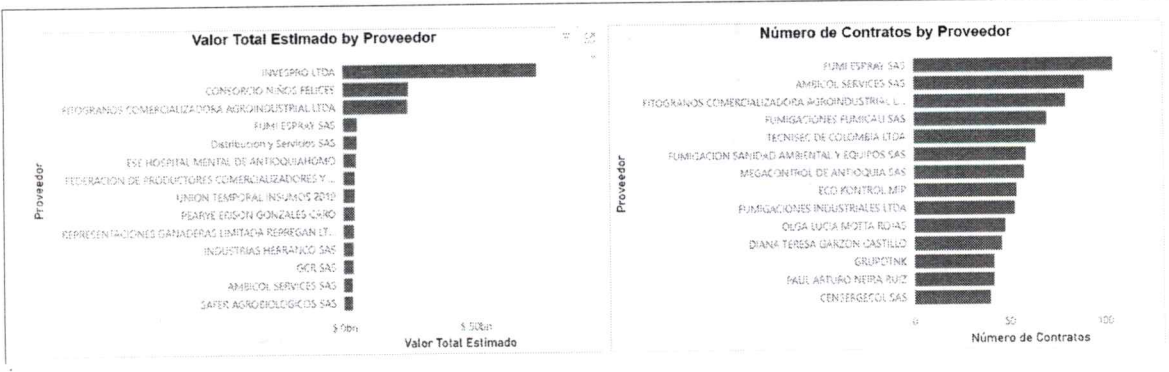 Valor Total Estimado by Proveedor
Proveedor
INVESPRO LTDA
CONSORCIO NIÑOS FELICES
FITOGRANOS COMERCIALIZADORA AGROINDUSTRIAL LTDA
FUMI ESPRAY SAS
Distribución y Servicios SAS
ESE HOSPITAL MENTAL DE ANTIOQUIAHOMO
FEDERACION DE PRODUCTORES COMERCIALIZADORES Y ...
UNION TEMPORAL INSUMOS 2019
EDISON GONZALES CARO
REPRESENTACIONES GANADERAS LIMITADA REPREGAN LT...
INDUSTRIAS HERRANCO SAS
GCR SAS
AMBICOL SERVICES SAS
SAFER AGROBIOLOGICOS SAS
$ 0bn
$ 50bn
Valor Total Estimado
Número de Contratos by Proveedor
Proveedor
FUMI ESPRAY SAS
AMBICOL SERVICES SAS
FITOGRANOS COMERCIALIZADORA AGROINDUSTRIAL L...
FUMIGACIONES FUMICALI SAS
TECNISEC DE COLOMBIA LTDA
FUMIGACION SANIDAD AMBIENTAL Y EQUIPOS SAS
MEGACONTROL DE ANTIOQUIA SAS
ECO KONTROL MIP
FUMIGACIONES INDUSTRIALES LTDA
OLGA LUCIA MOTTA ROJAS
DIANA TERESA GARZON CASTILLO
GRUPOTNK
PAUL ARTURO NEIRA RUIZ
CENSERGECOL SAS
0
50
100
Número de Contratos